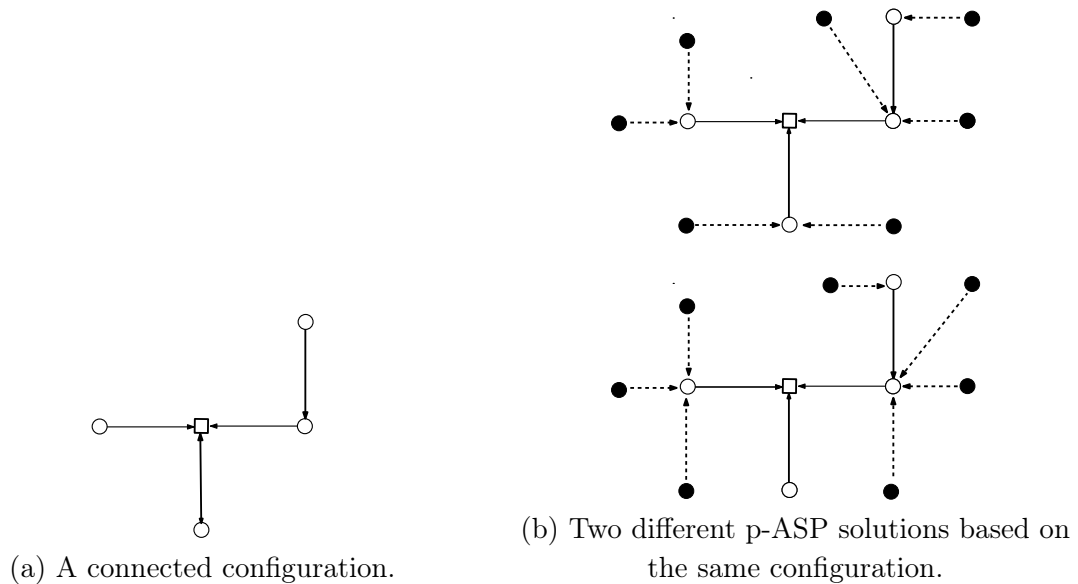 (a) A connected configuration.
(b) Two different p-ASP solutions based on
the same configuration.